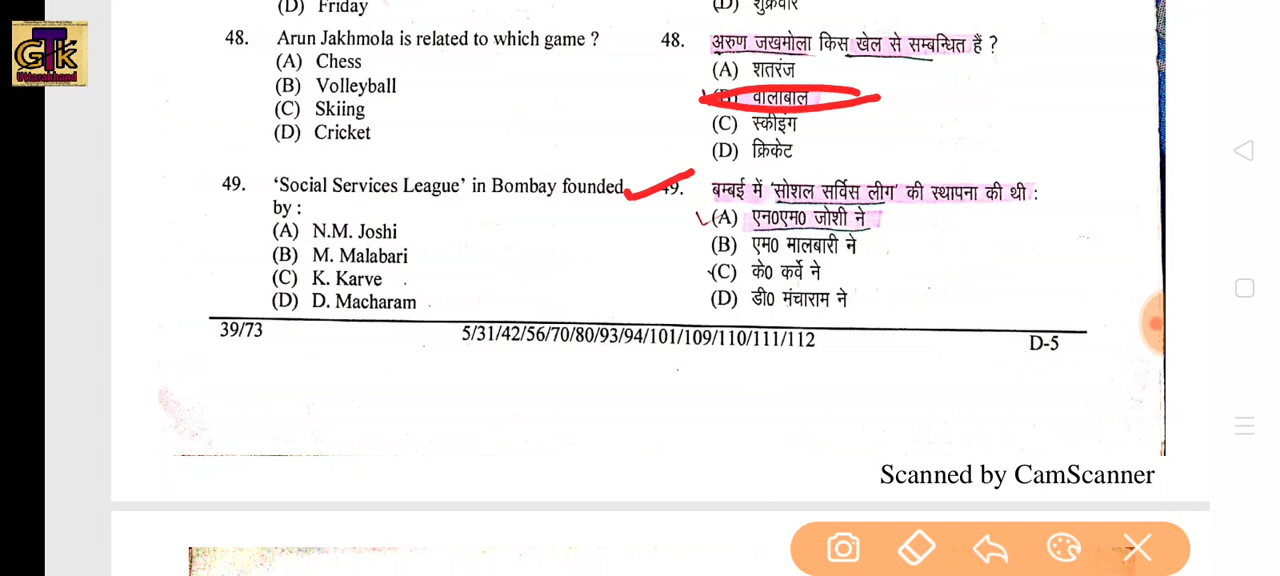 GTK
Uttarakhand
(D) Friday
48. Arun Jakhmola is related to which game ?
(A) Chess
(B) Volleyball
(C) Skiing
(D) Cricket
49. 'Social Services League' in Bombay founded
by :
(A) N.M. Joshi
(B) M. Malabari
(C) K. Karve
(D) D. Macharam
(D) शुक्रवार
48. अरुण जखमोला किस खेल से सम्बन्धित हैं ?
(A) शतरंज
(B) वालीबाल
(C) स्कीइंग
(D) क्रिकेट
49. बम्बई में 'सोशल सर्विस लीग' की स्थापना की थी :
(A) एन0एम0 जोशी ने
(B) एम0 मालबारी ने
(C) के0 कर्वे ने
(D) डी0 मंचाराम ने
39/73 5/31/42/56/70/80/93/94/101/109/110/111/112 D-5
Scanned by CamScanner